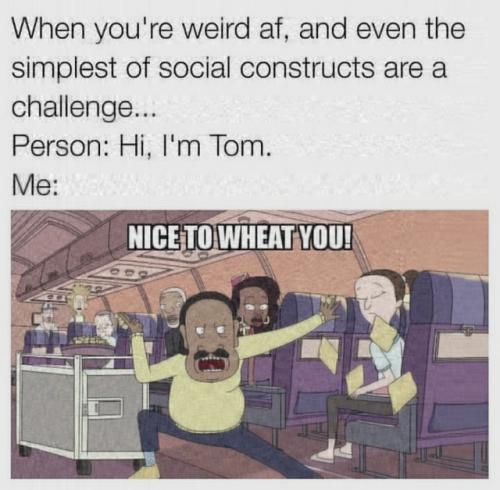 When you're weird af, and even the
simplest of social constructs are a
challenge...
Person: Hi, I'm Tom.
Me:
NICE TO WHEAT YOU!